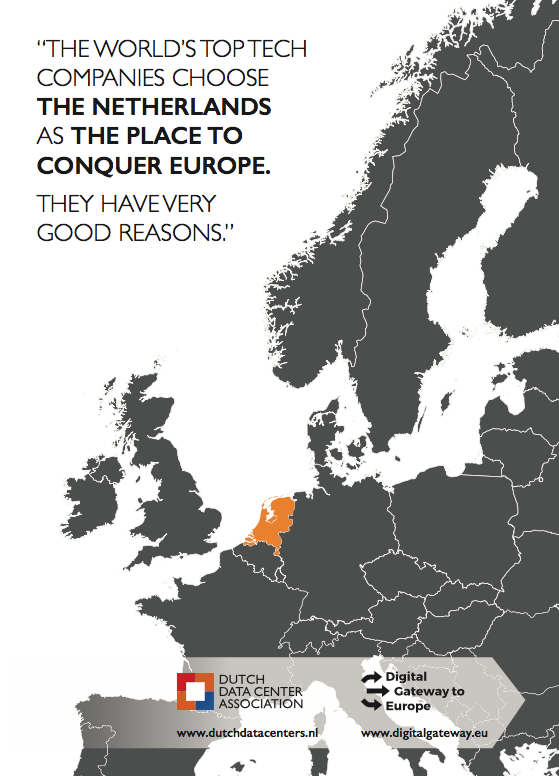 “THE WORLD’S TOP TECH
COMPANIES CHOOSE
THE NETHERLANDS
AS THE PLACE TO
CONQUER EUROPE.
THEY HAVE VERY
GOOD REASONS.”
DUTCH
DATA CENTER
ASSOCIATION
www.dutchdatacenters.nl
Digital
Gateway to
Europe
www.digitalgateway.eu